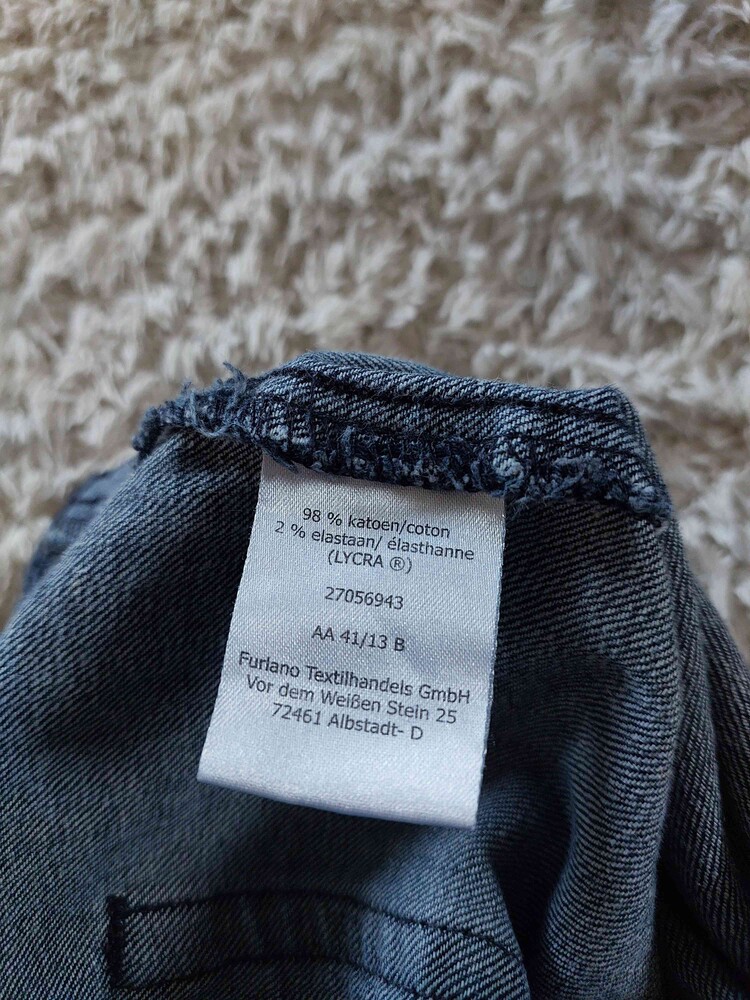 98 % katoen/coton
2 % elastaan/ élasthanne
(LYCRA ®)
27056943
AA 41/13 B
Furlano Textilhandels GmbH
Vor dem Weißen Stein 25
72461 Albstadt- D